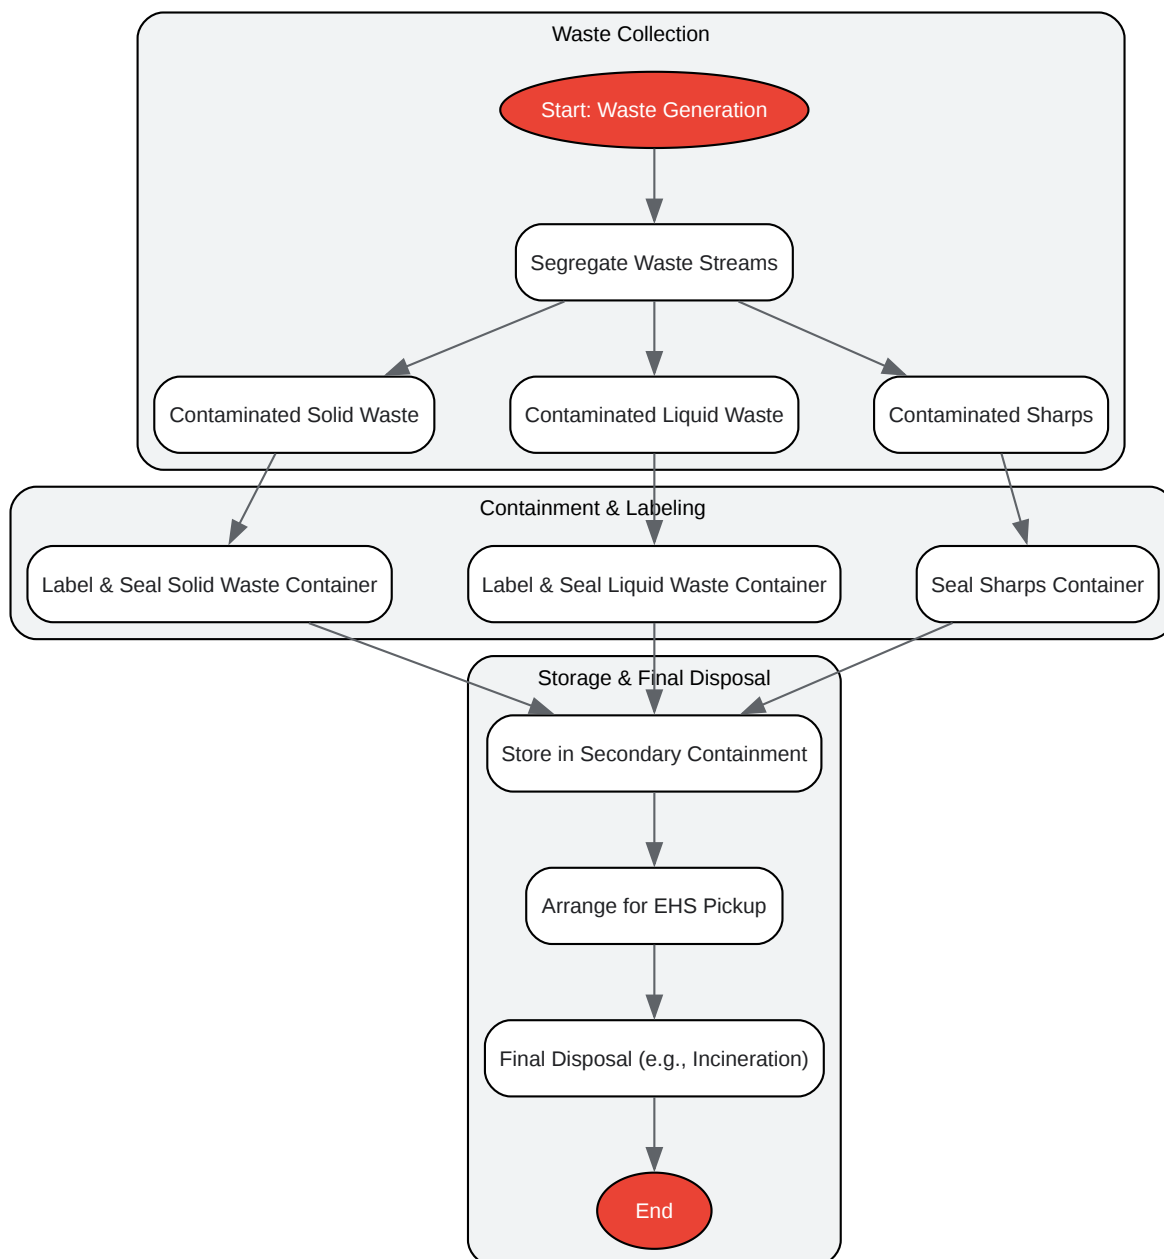 Waste Collection
Start: Waste Generation
Segregate Waste Streams
Contaminated Solid Waste
Contaminated Liquid Waste
Contaminated Sharps
Containment & Labeling
Label & Seal Solid Waste Container
Label & Seal Liquid Waste Container
Seal Sharps Container
Storage & Final Disposal
Store in Secondary Containment
Arrange for EHS Pickup
Final Disposal (e.g., Incineration)
End